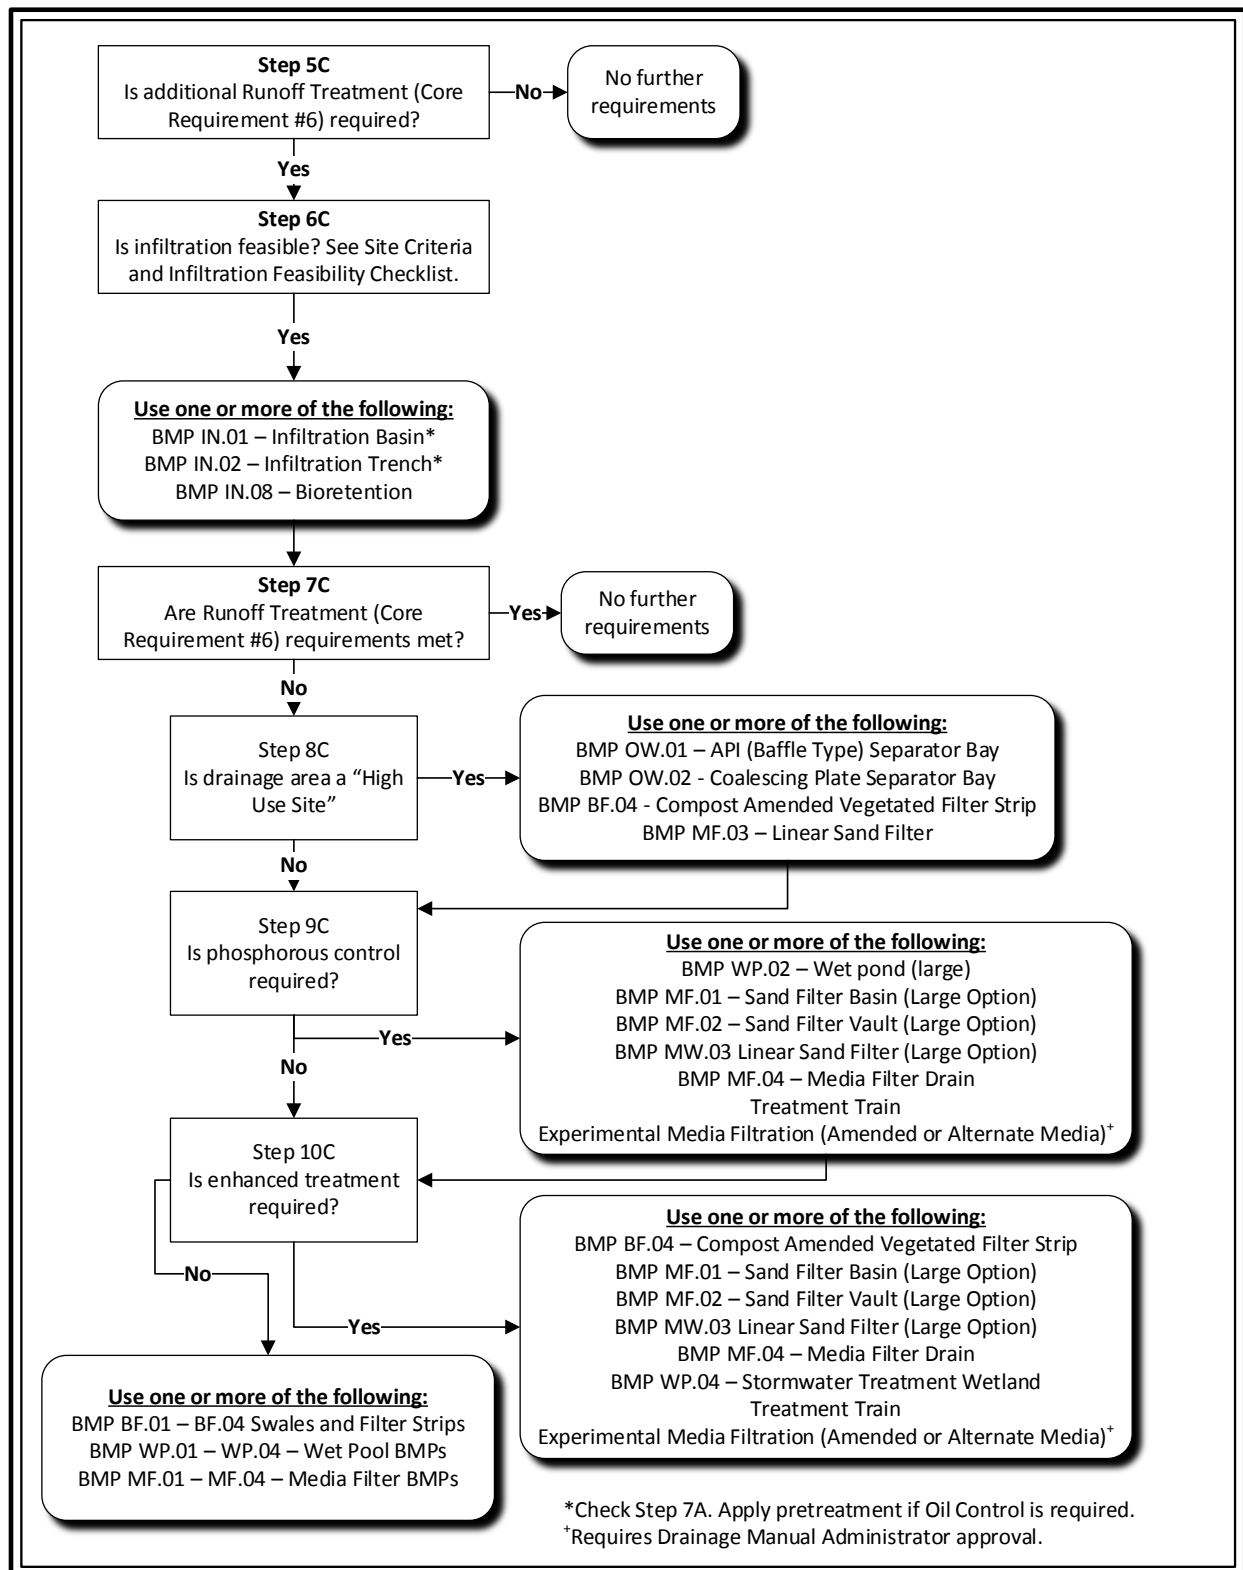 Step 5C
Is additional Runoff Treatment (Core
Requirement #6) required?
No
No further
requirements
Yes
Step 6C
Is infiltration feasible? See Site Criteria
and Infiltration Feasibility Checklist.
Yes
Use one or more of the following:
BMP IN.01 – Infiltration Basin*
BMP IN.02 – Infiltration Trench*
BMP IN.08 – Bioretention
Step 7C
Are Runoff Treatment (Core
Requirement #6) requirements met?
Yes
No further
requirements
No
Step 8C
Is drainage area a “High
Use Site”
Yes
Use one or more of the following:
BMP OW.01 – API (Baffle Type) Separator Bay
BMP OW.02 - Coalescing Plate Separator Bay
BMP BF.04 - Compost Amended Vegetated Filter Strip
BMP MF.03 – Linear Sand Filter
No
Step 9C
Is phosphorous control
required?
Yes
Use one or more of the following:
BMP WP.02 – Wet pond (large)
BMP MF.01 – Sand Filter Basin (Large Option)
BMP MF.02 – Sand Filter Vault (Large Option)
BMP MW.03 Linear Sand Filter (Large Option)
BMP MF.04 – Media Filter Drain
Treatment Train
Experimental Media Filtration (Amended or Alternate Media)+
No
Step 10C
Is enhanced treatment
required?
Yes
Use one or more of the following:
BMP BF.04 – Compost Amended Vegetated Filter Strip
BMP MF.01 – Sand Filter Basin (Large Option)
BMP MF.02 – Sand Filter Vault (Large Option)
BMP MW.03 Linear Sand Filter (Large Option)
BMP MF.04 – Media Filter Drain
BMP WP.04 – Stormwater Treatment Wetland
Treatment Train
Experimental Media Filtration (Amended or Alternate Media)+
No
Use one or more of the following:
BMP BF.01 – BF.04 Swales and Filter Strips
BMP WP.01 – WP.04 – Wet Pool BMPs
BMP MF.01 – MF.04 – Media Filter BMPs
*Check Step 7A. Apply pretreatment if Oil Control is required.
+Requires Drainage Manual Administrator approval.